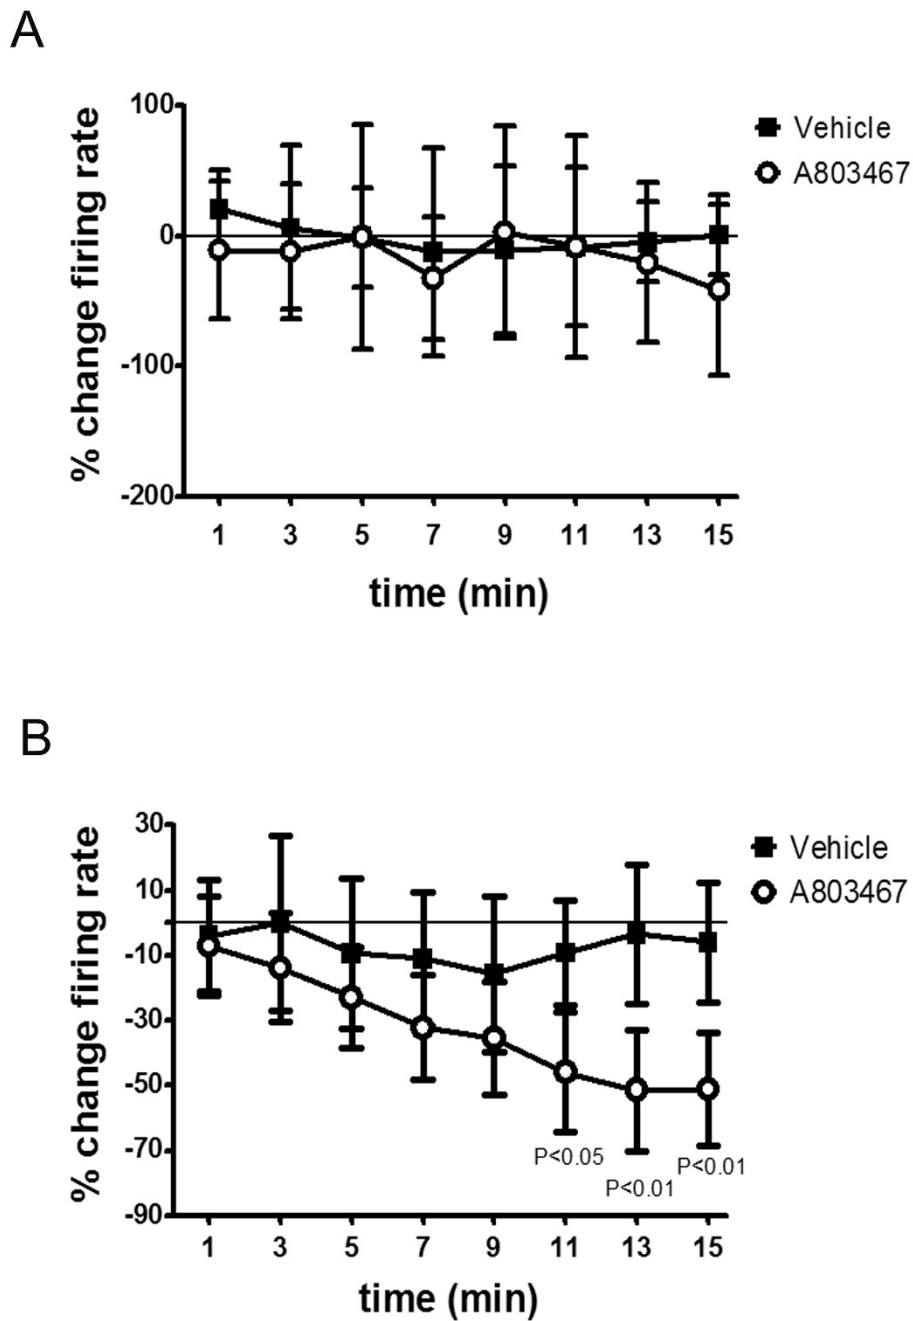 A
% change firing rate
100
0
-100
-200
1 3 5 7 9 11 13 15
time (min)
Vehicle
A803467
B
% change firing rate
30
10
-10
-30
-50
-70
-90
P<0.05
P<0.01
P<0.01
1 3 5 7 9 11 13 15
time (min)
Vehicle
A803467